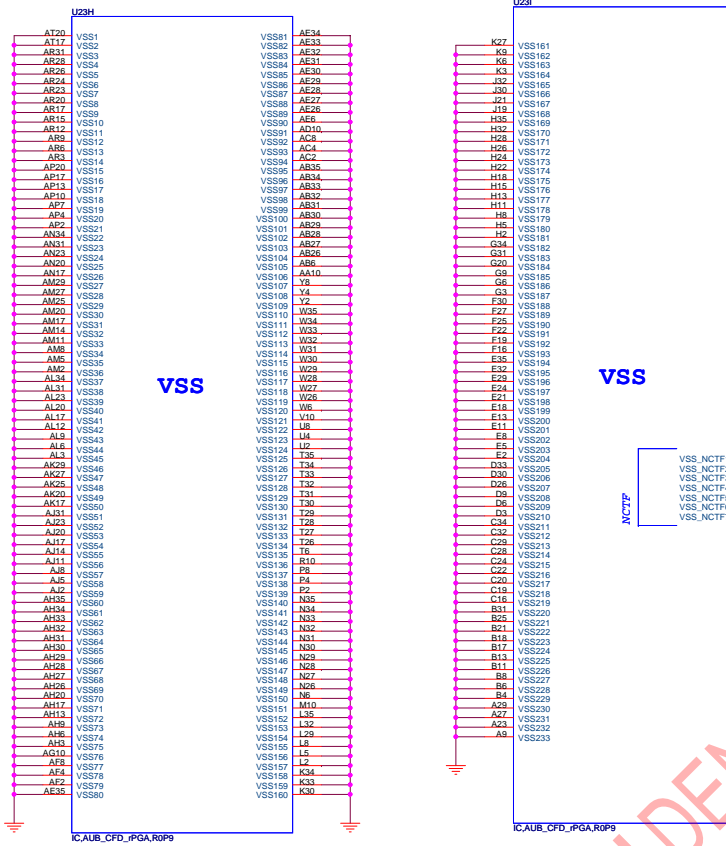 U23H
AT20 VSS1
AT17 VSS2
AR31 VSS3
AR28 VSS4
AR26 VSS5
AR24 VSS6
AR23 VSS7
AR20 VSS8
AR17 VSS9
AR15 VSS10
AR12 VSS11
AR9 VSS12
AR6 VSS13
AR3 VSS14
AP20 VSS15
AP17 VSS16
AP13 VSS17
AP10 VSS18
AP7 VSS19
AP4 VSS20
AP2 VSS21
AN34 VSS22
AN31 VSS23
AN23 VSS24
AN20 VSS25
AN17 VSS26
AM29 VSS27
AM27 VSS28
AM25 VSS29
AM20 VSS30
AM17 VSS31
AM14 VSS32
AM11 VSS33
AM8 VSS34
AM5 VSS35
AM2 VSS36
AL34 VSS37
AL31 VSS38
AL23 VSS39
AL20 VSS40
AL17 VSS41
AL12 VSS42
AL9 VSS43
AL6 VSS44
AL3 VSS45
AK29 VSS46
AK27 VSS47
AK25 VSS48
AK20 VSS49
AK17 VSS50
AJ31 VSS51
AJ23 VSS52
AJ20 VSS53
AJ17 VSS54
AJ14 VSS55
AJ11 VSS56
AJ8 VSS57
AJ5 VSS58
AJ2 VSS59
AH35 VSS60
AH34 VSS61
AH33 VSS62
AH32 VSS63
AH31 VSS64
AH30 VSS65
AH29 VSS66
AH28 VSS67
AH27 VSS68
AH26 VSS69
AH20 VSS70
AH17 VSS71
AH13 VSS72
AH9 VSS73
AH6 VSS74
AH3 VSS75
AG10 VSS76
AF8 VSS77
AF4 VSS78
AF2 VSS79
AE35 VSS80
VSS
VSS81 AE34
VSS82 AE33
VSS83 AE32
VSS84 AE31
VSS85 AE30
VSS86 AE29
VSS87 AE28
VSS88 AE27
VSS89 AE26
VSS90 AE6
VSS91 AD10
VSS92 AC8
VSS93 AC4
VSS94 AC2
VSS95 AB35
VSS96 AB34
VSS97 AB33
VSS98 AB32
VSS99 AB31
VSS100 AB30
VSS101 AB29
VSS102 AB28
VSS103 AB27
VSS104 AB26
VSS105 AB6
VSS106 AA10
VSS107 Y8
VSS108 Y4
VSS109 Y2
VSS110 W35
VSS111 W34
VSS112 W33
VSS113 W32
VSS114 W31
VSS115 W30
VSS116 W29
VSS117 W28
VSS118 W27
VSS119 W26
VSS120 W6
VSS121 V10
VSS122 U8
VSS123 U4
VSS124 U2
VSS125 T35
VSS126 T34
VSS127 T33
VSS128 T32
VSS129 T31
VSS130 T30
VSS131 T29
VSS132 T28
VSS133 T27
VSS134 T26
VSS135 T6
VSS136 R10
VSS137 P8
VSS138 P4
VSS139 P2
VSS140 N35
VSS141 N34
VSS142 N33
VSS143 N32
VSS144 N31
VSS145 N30
VSS146 N29
VSS147 N28
VSS148 N27
VSS149 N26
VSS150 N6
VSS151 M10
VSS152 L35
VSS153 L32
VSS154 L29
VSS155 L8
VSS156 L5
VSS157 L2
VSS158 K34
VSS159 K33
VSS160 K30
IC,AUB_CFD_rPGA,R0P9
U23I
K27 VSS161
K9 VSS162
K6 VSS163
K3 VSS164
J32 VSS165
J30 VSS166
J21 VSS167
J19 VSS168
H35 VSS169
H32 VSS170
H28 VSS171
H26 VSS172
H24 VSS173
H22 VSS174
H18 VSS175
H15 VSS176
H13 VSS177
H11 VSS178
H8 VSS179
H5 VSS180
H2 VSS181
G34 VSS182
G31 VSS183
G20 VSS184
G9 VSS185
G6 VSS186
G3 VSS187
F30 VSS188
F27 VSS189
F25 VSS190
F22 VSS191
F19 VSS192
F16 VSS193
E35 VSS194
E32 VSS195
E29 VSS196
E24 VSS197
E21 VSS198
E18 VSS199
E13 VSS200
E11 VSS201
E8 VSS202
E5 VSS203
E2 VSS204
D33 VSS205
D30 VSS206
D26 VSS207
D9 VSS208
D6 VSS209
D3 VSS210
C34 VSS211
C32 VSS212
C29 VSS213
C28 VSS214
C24 VSS215
C22 VSS216
C20 VSS217
C19 VSS218
C16 VSS219
B31 VSS220
B25 VSS221
B21 VSS222
B18 VSS223
B17 VSS224
B13 VSS225
B11 VSS226
B8 VSS227
B6 VSS228
B4 VSS229
A29 VSS230
A27 VSS231
A23 VSS232
A9 VSS233
VSS
NCTF
VSS_NCTF1
VSS_NCTF2
VSS_NCTF3
VSS_NCTF4
VSS_NCTF5
VSS_NCTF6
VSS_NCTF7
IC,AUB_CFD_rPGA,R0P9